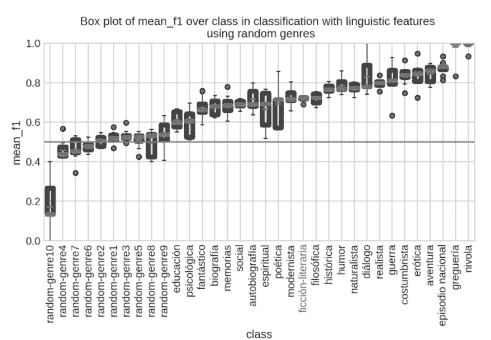 Box plot of mean_f1 over class in classification with linguistic features
using random genres
mean_f1
1.0
0.8
0.6
0.4
0.2
0.0
random-genre10
random-genre4
random-genre7
random-genre6
random-genre2
random-genre1
random-genre3
random-genre5
random-genre8
random-genre9
educación
psicológica
fantástico
biografía
memorias
social
autobiografía
espiritual
poética
modernista
ficción-literaria
filosófica
histórica
humor
naturalista
diálogo
realista
guerra
costumbrista
erótica
aventura
episodio nacional
greguería
nivola
class